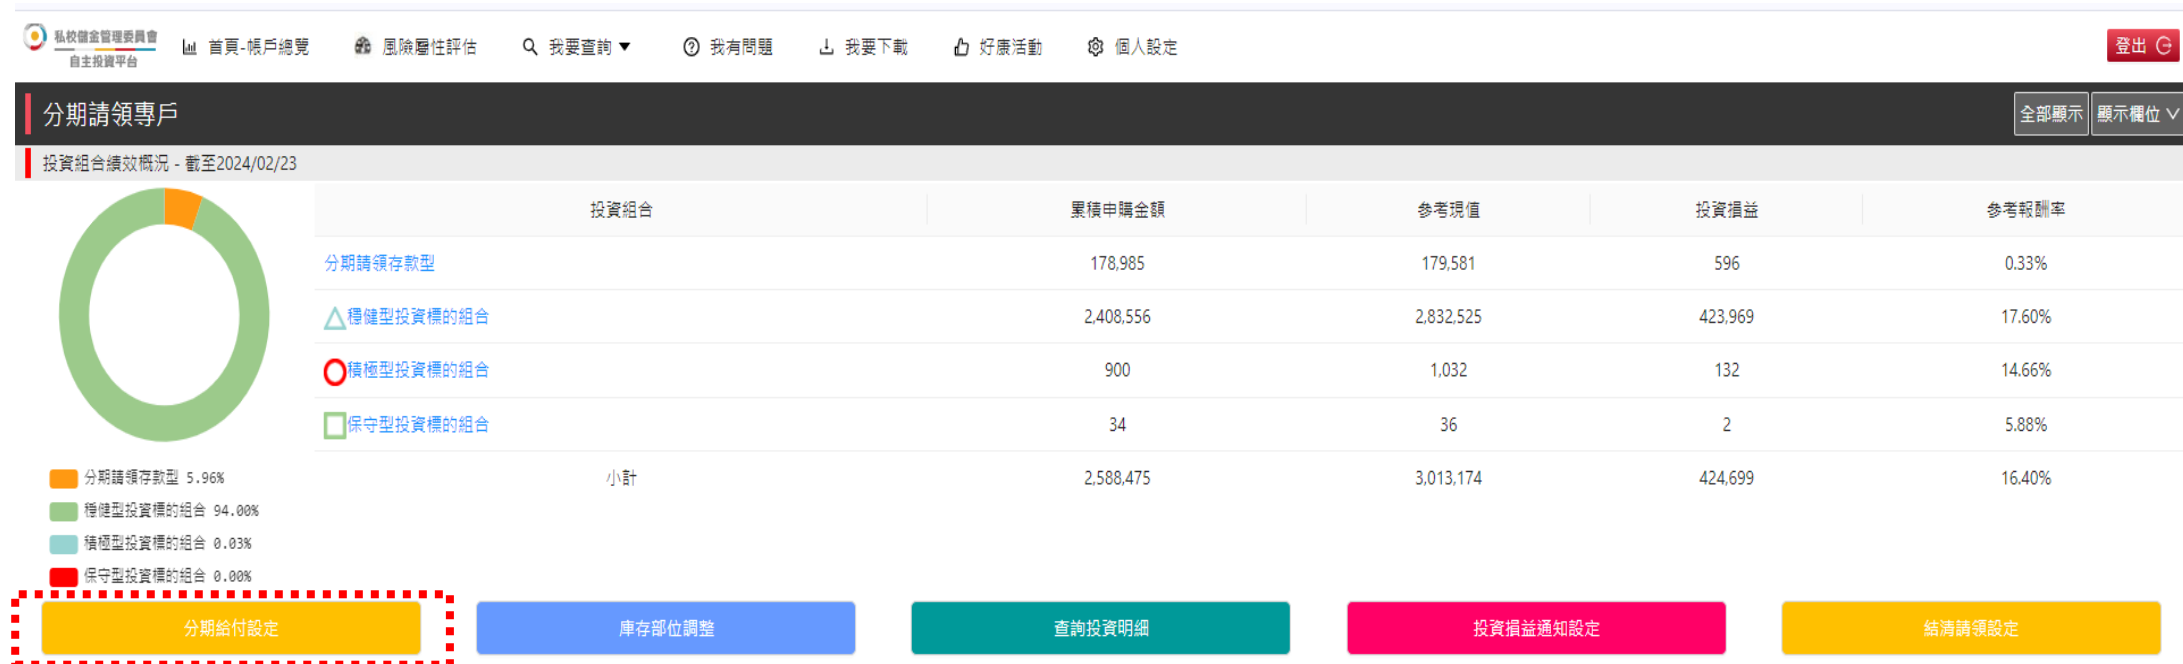 私校儲金管理委員會
自主投資平台
首頁-帳戶總覽 風險屬性評估 我要查詢▼ 我有問題 我要下載 好康活動 個人設定 登出
分期請領專戶 全部顯示 顯示欄位
投資組合績效概況 - 截至2024/02/23
投資組合 累積申購金額 參考現值 投資損益 參考報酬率
分期請領存款型 178,985 179,581 596 0.33%
穩健型投資標的組合 2,408,556 2,832,525 423,969 17.60%
積極型投資標的組合 900 1,032 132 14.66%
保守型投資標的組合 34 36 2 5.88%
小計 2,588,475 3,013,174 424,699 16.40%
分期請領存款型 5.96%
穩健型投資標的組合 94.00%
積極型投資標的組合 0.03%
保守型投資標的組合 0.00%
分期給付設定 庫存部位調整 查詢投資明細 投資損益通知設定 結清請領設定